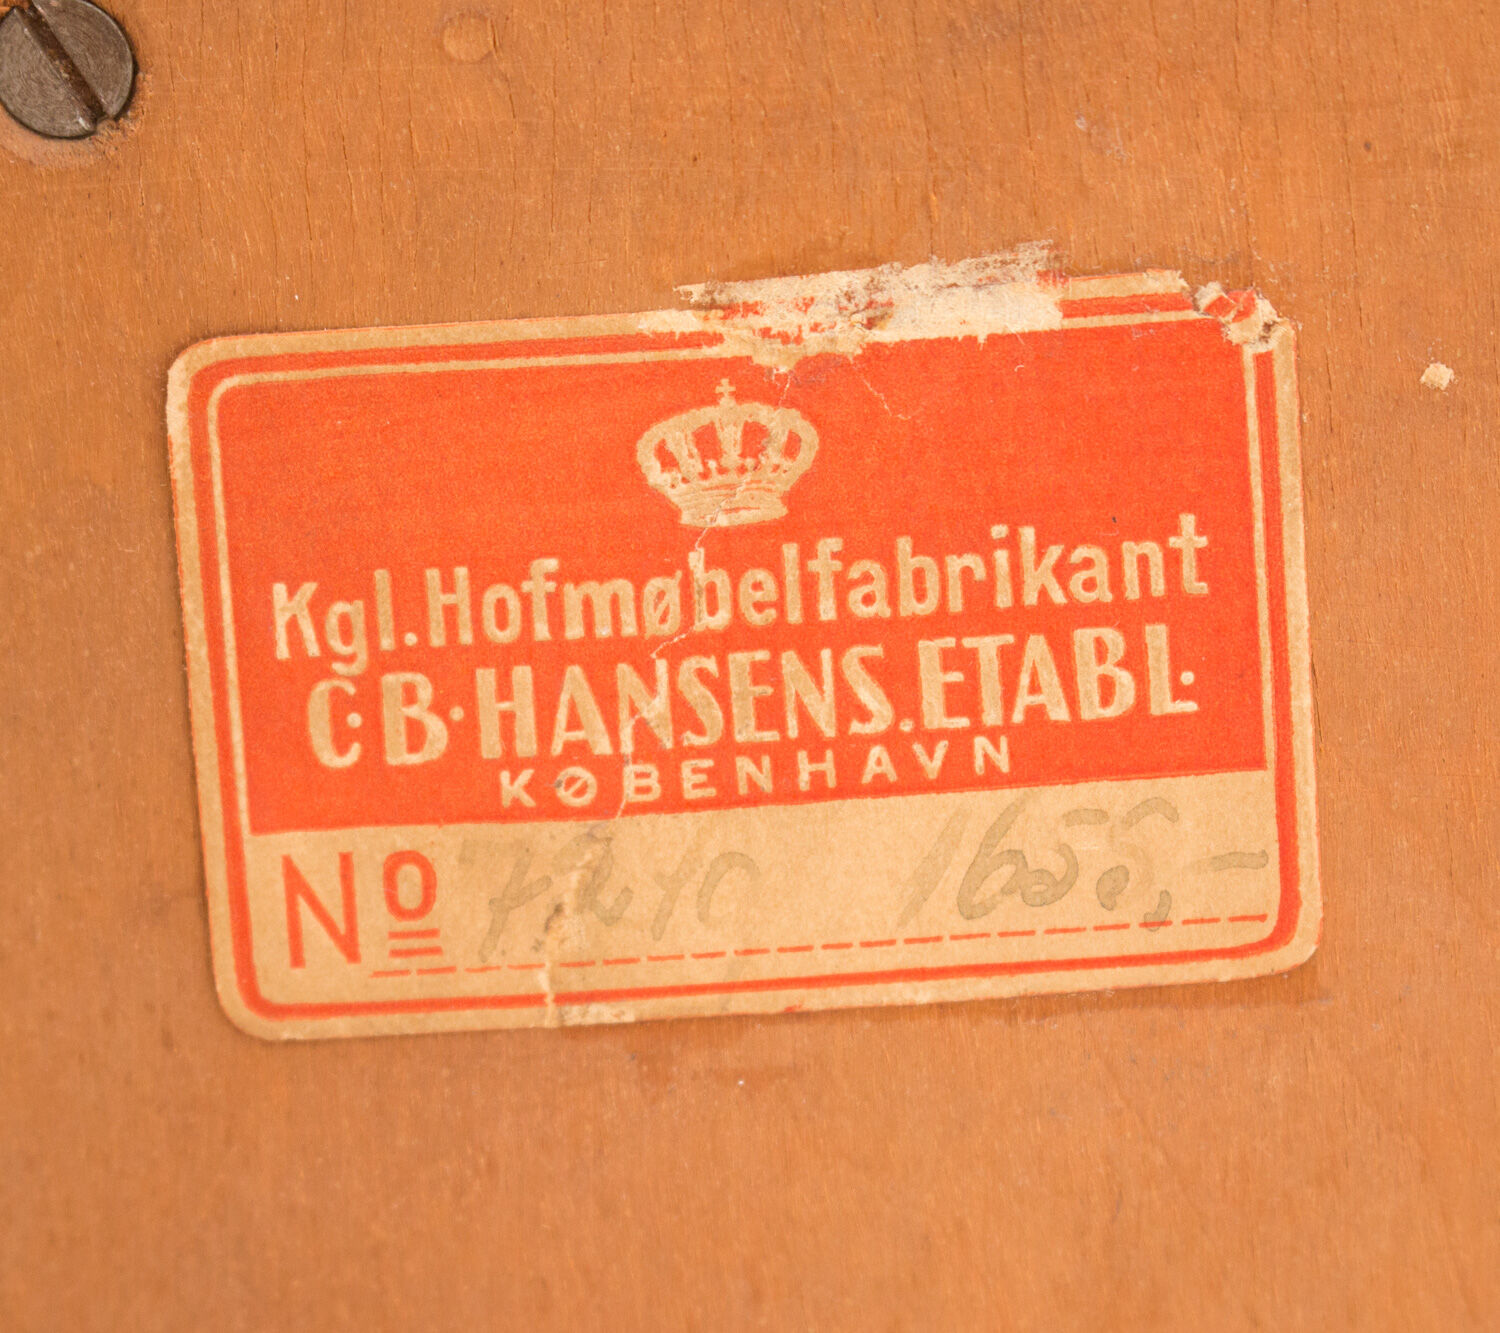 Kgl. Hofmøbelfabrikant
C·B·HANSENS.ETABL·
KØBENHAVN
No 1655,-